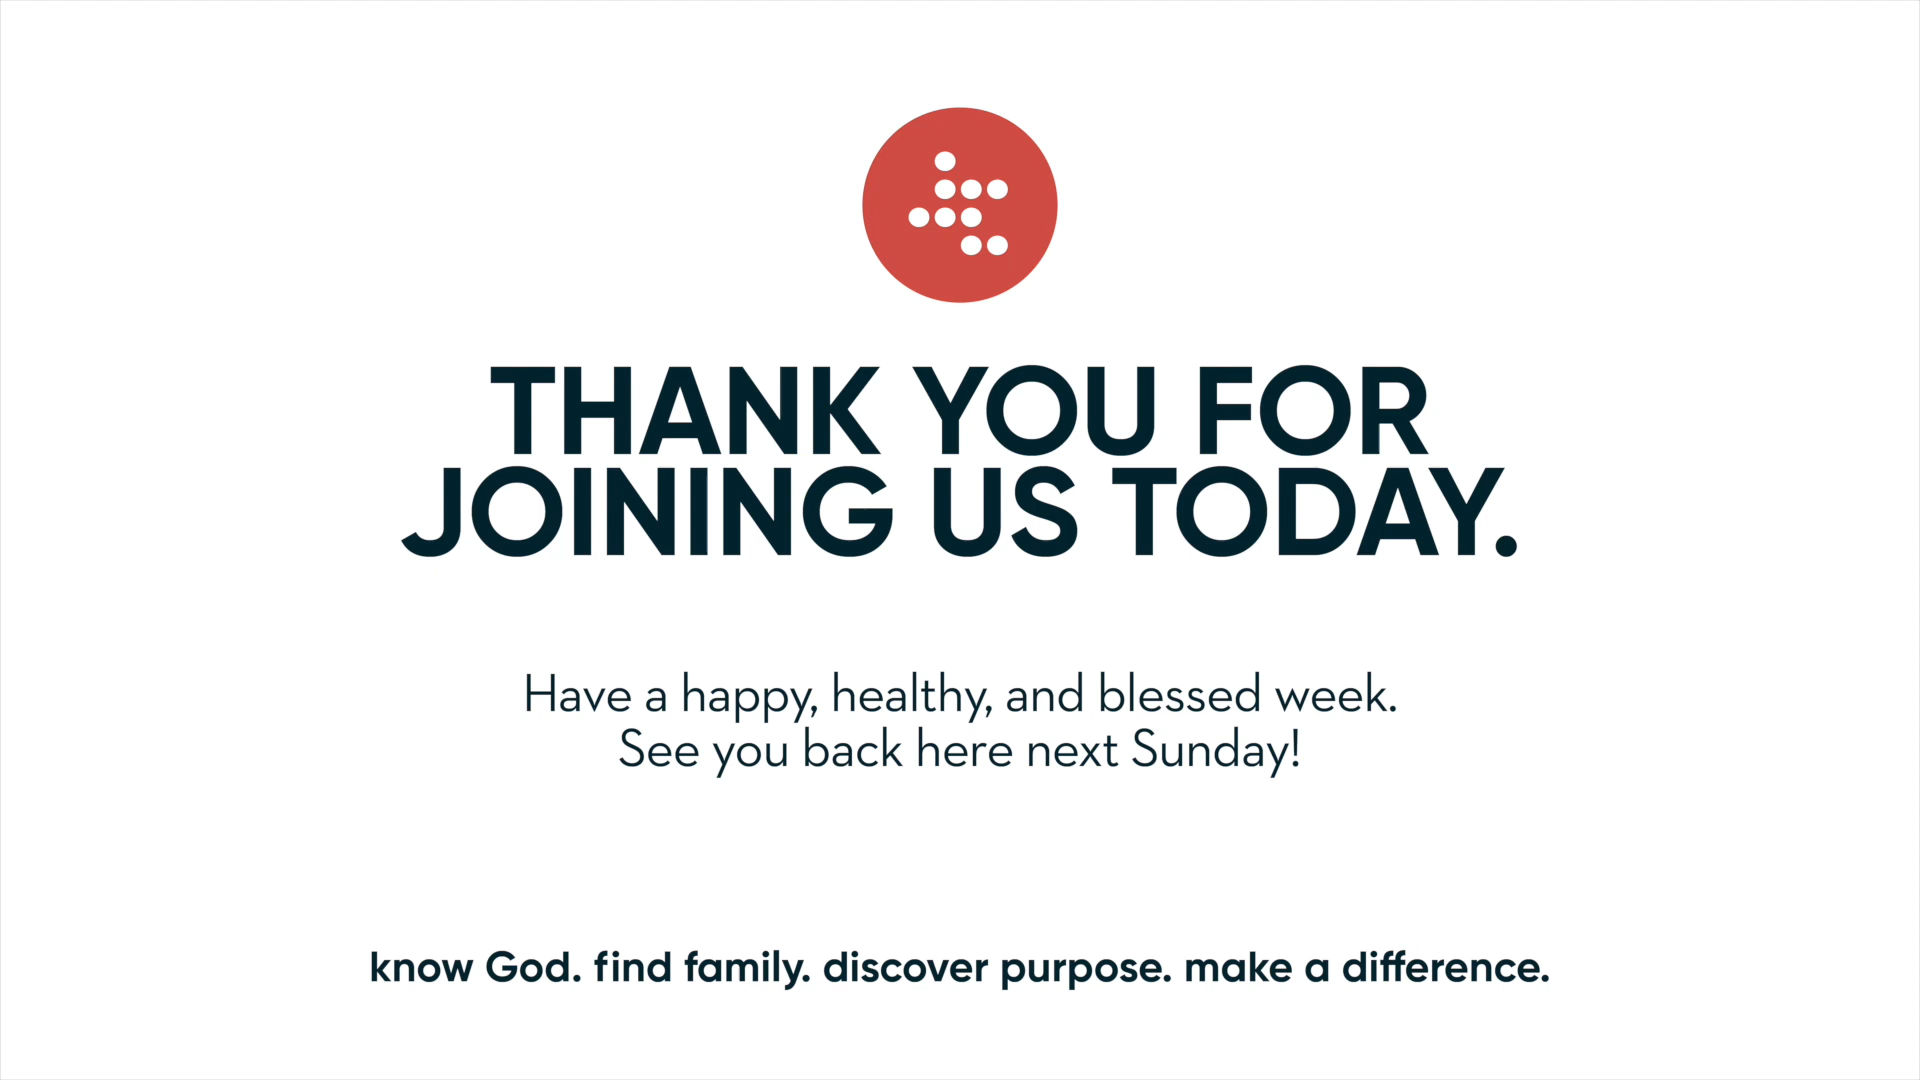 THANK YOU FOR
JOINING US TODAY.
Have a happy, healthy, and blessed week.
See you back here next Sunday!
know God. find family. discover purpose. make a difference.